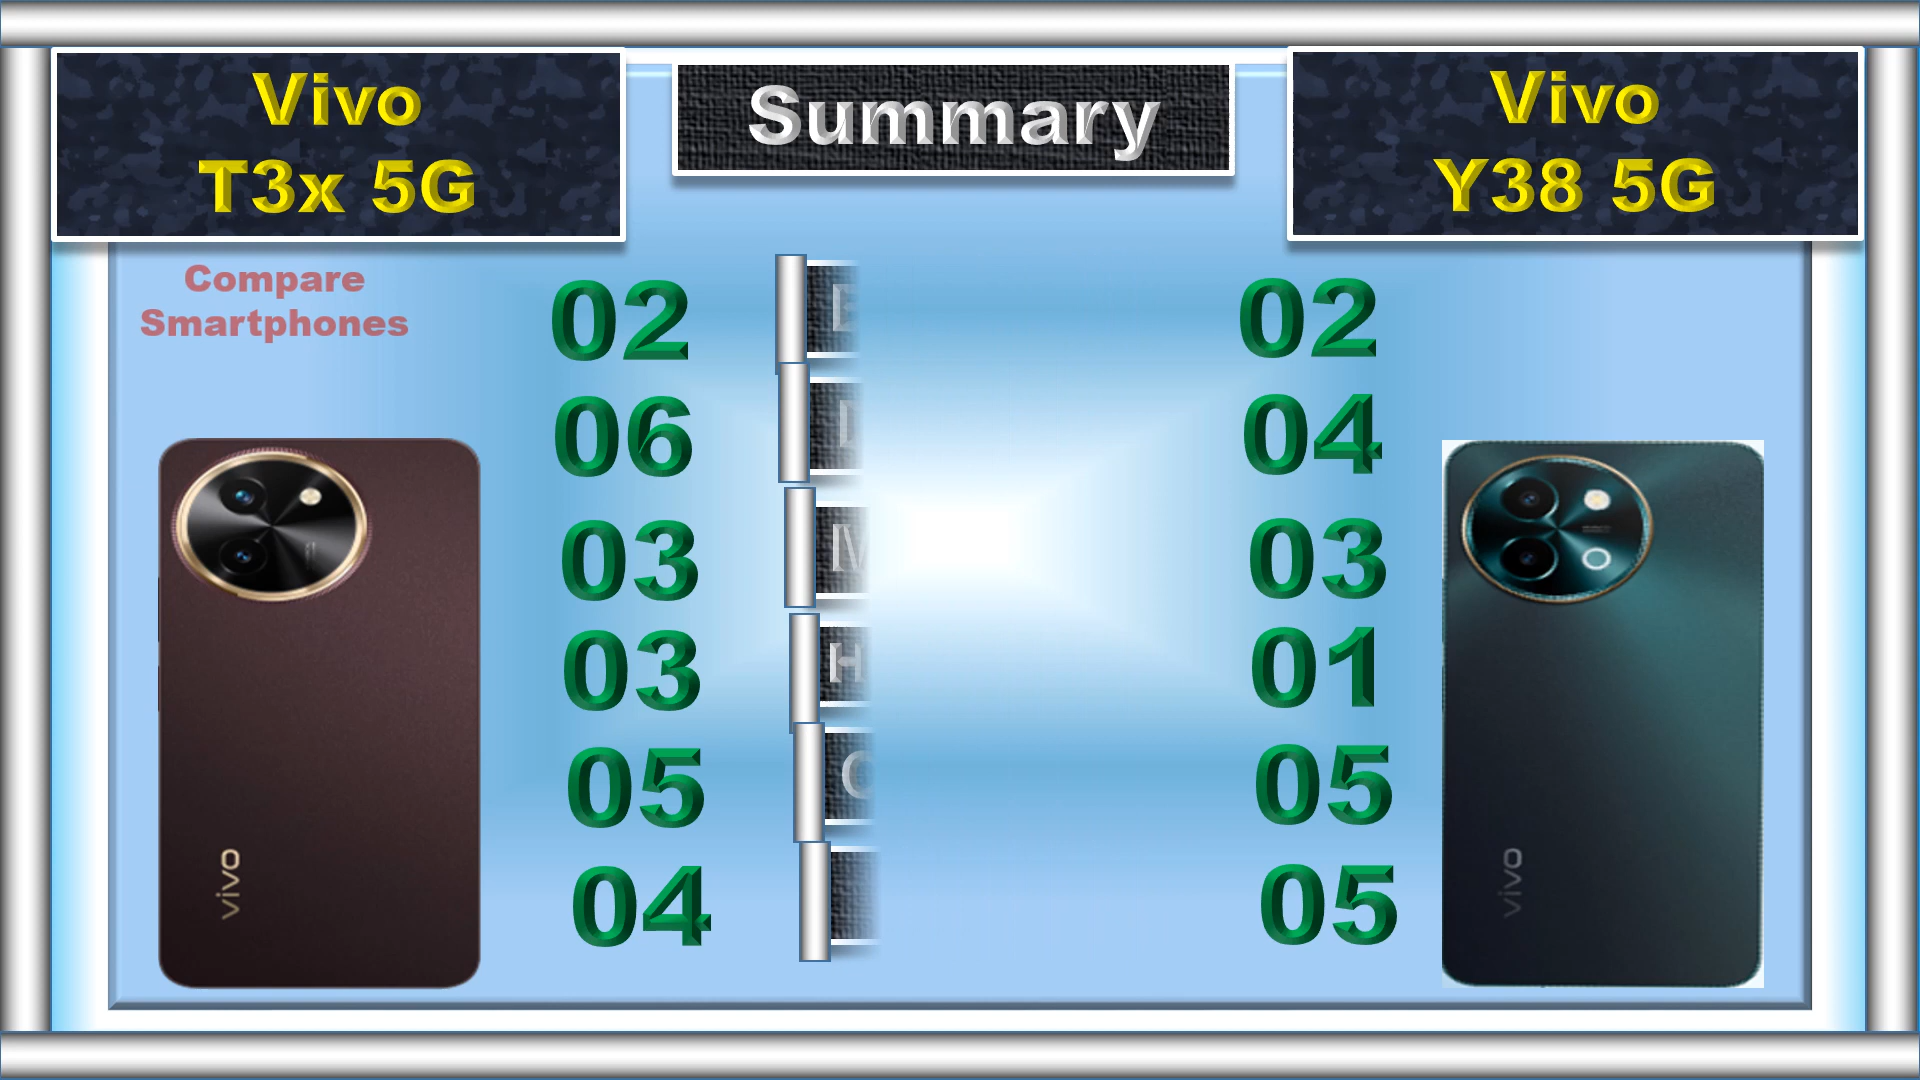 Vivo
T3x 5G
Summary
Vivo
Y38 5G
Compare
Smartphones
02
02
06
04
03
03
03
01
05
05
04
05
vivo
vivo